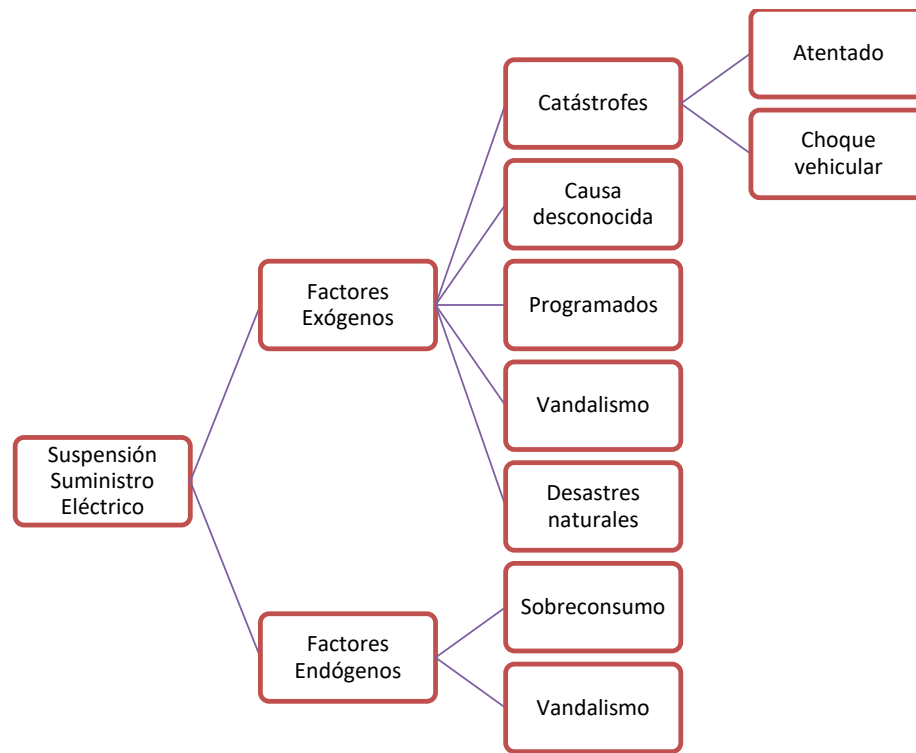 Suspensión
Suministro
Eléctrico
Factores
Exógenos
Catástrofes
Atentado
Choque
vehicular
Causa
desconocida
Programados
Vandalismo
Desastres
naturales
Factores
Endógenos
Sobreconsumo
Vandalismo